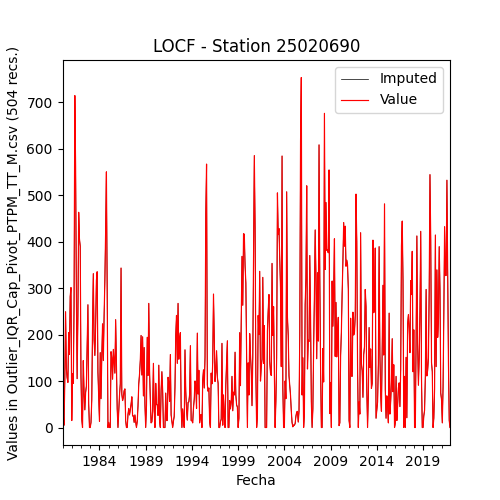 LOCF - Station 25020690
Imputed
Value
Values in Outlier_IQR_Cap_Pivot_PTPM_TT_M.csv (504 recs.)
700
600
500
400
300
200
100
0
1984 1989 1994 1999 2004 2009 2014 2019
Fecha